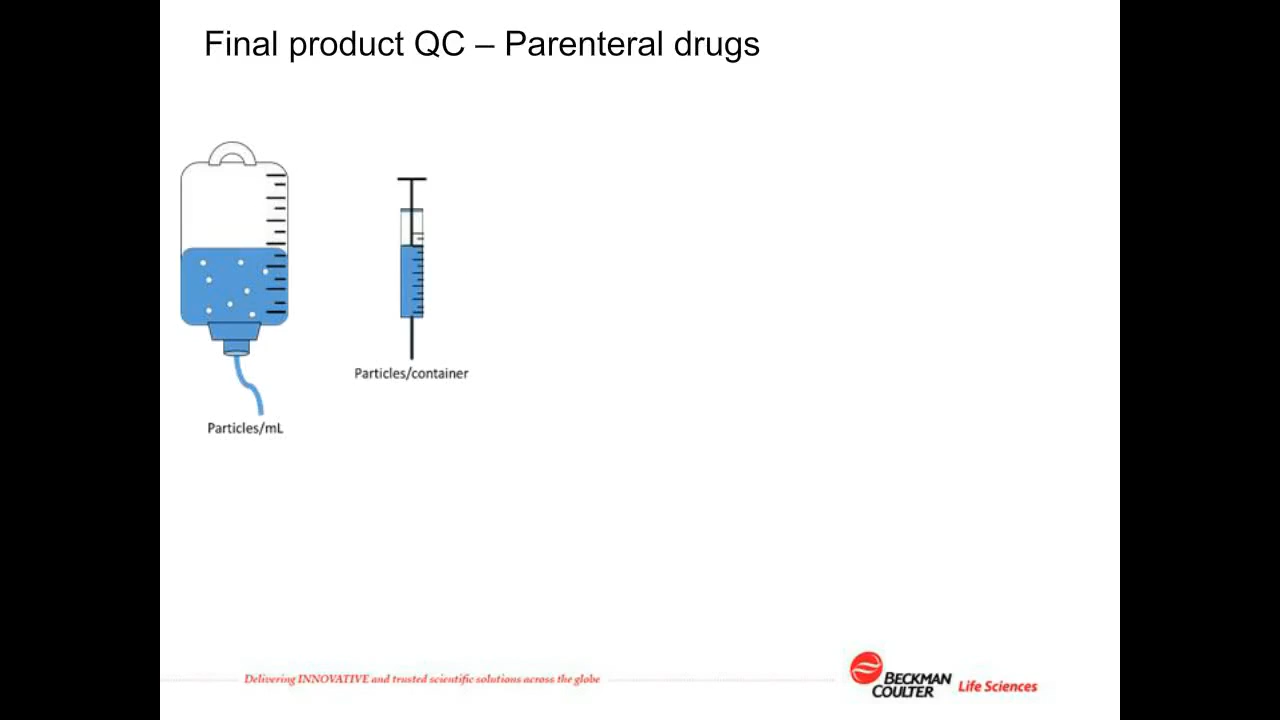 Final product QC – Parenteral drugs
Particles/container
Particles/mL
Delivering INNOVATIVE and trusted scientific solutions across the globe
BECKMAN
COULTER
Life Sciences